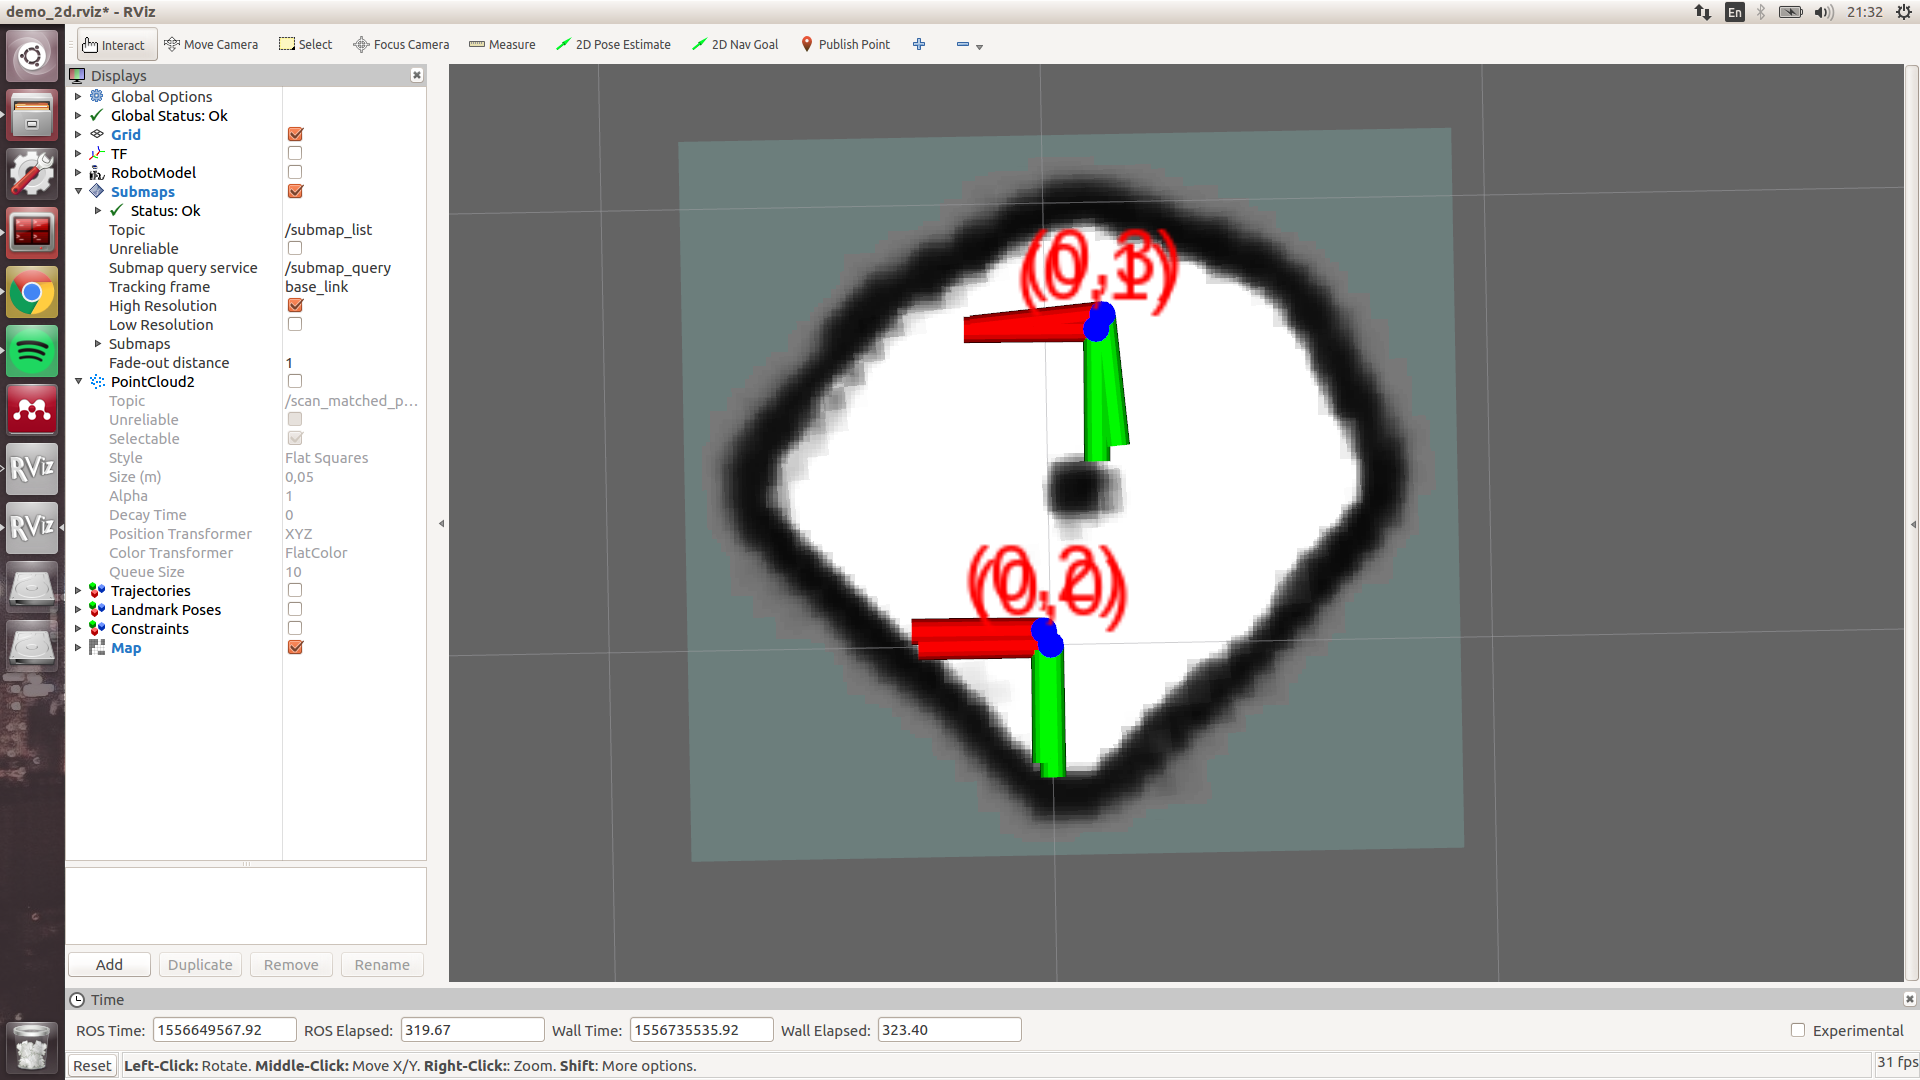 demo_2d.rviz* - RViz
En
21:32
Interact
Move Camera
Select
Focus Camera
Measure
2D Pose Estimate
2D Nav Goal
Publish Point
Displays
Global Options
Global Status: Ok
Grid
TF
RobotModel
Submaps
Status: Ok
Topic /submap_list
Unreliable
Submap query service /submap_query
Tracking frame base_link
High Resolution
Low Resolution
Submaps
Fade-out distance 1
PointCloud2
Topic /scan_matched_p...
Unreliable
Selectable
Style Flat Squares
Size (m) 0,05
Alpha 1
Decay Time 0
Position Transformer XYZ
Color Transformer FlatColor
Queue Size 10
Trajectories
Landmark Poses
Constraints
Map
RViz
RViz
(0,3)
(0,1)
(0,2)
(0,0)
Add Duplicate Remove Rename
Time
ROS Time: 1556649567.92 ROS Elapsed: 319.67 Wall Time: 1556735535.92 Wall Elapsed: 323.40 Experimental
Reset Left-Click: Rotate. Middle-Click: Move X/Y. Right-Click:: Zoom. Shift: More options. 31 fps